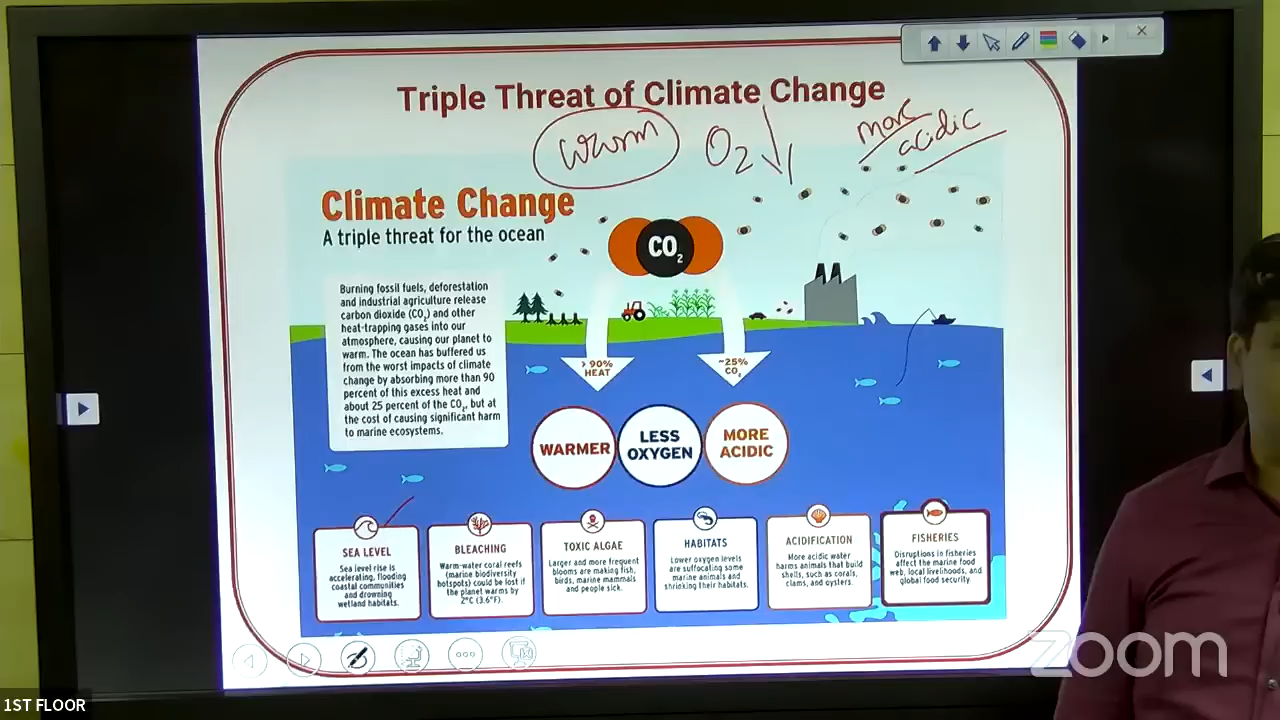 Triple Threat of Climate Change
warm
O₂ ↓
more
acidic
Climate Change
A triple threat for the ocean
CO₂
Burning fossil fuels, deforestation
and industrial agriculture release
carbon dioxide (CO₂) and other
heat-trapping gases into our
atmosphere, causing our planet to
warm. The ocean has buffered us
from the worst impacts of climate
change by absorbing more than 90
percent of this excess heat and
about 25 percent of the CO₂, but at
the cost of causing significant harm
to marine ecosystems.
> 90%
HEAT
~25%
CO₂
WARMER
LESS
OXYGEN
MORE
ACIDIC
SEA LEVEL
Sea level rise is
accelerating, flooding
coastal communities
and drowning
wetland habitats.
BLEACHING
Warm-water coral reefs
(marine biodiversity
hotspots) could be lost if
the planet warms by
2°C (3.6°F).
TOXIC ALGAE
Larger and more frequent
blooms are making fish,
birds, marine mammals
and people sick.
HABITATS
Lower oxygen levels
are suffocating some
marine animals and
shrinking their habitats.
ACIDIFICATION
More acidic water
harms animals that build
shells, such as corals,
clams, and oysters.
FISHERIES
Disruptions in fisheries
affect the marine food
web, local livelihoods, and
global food security
zoom
1ST FLOOR